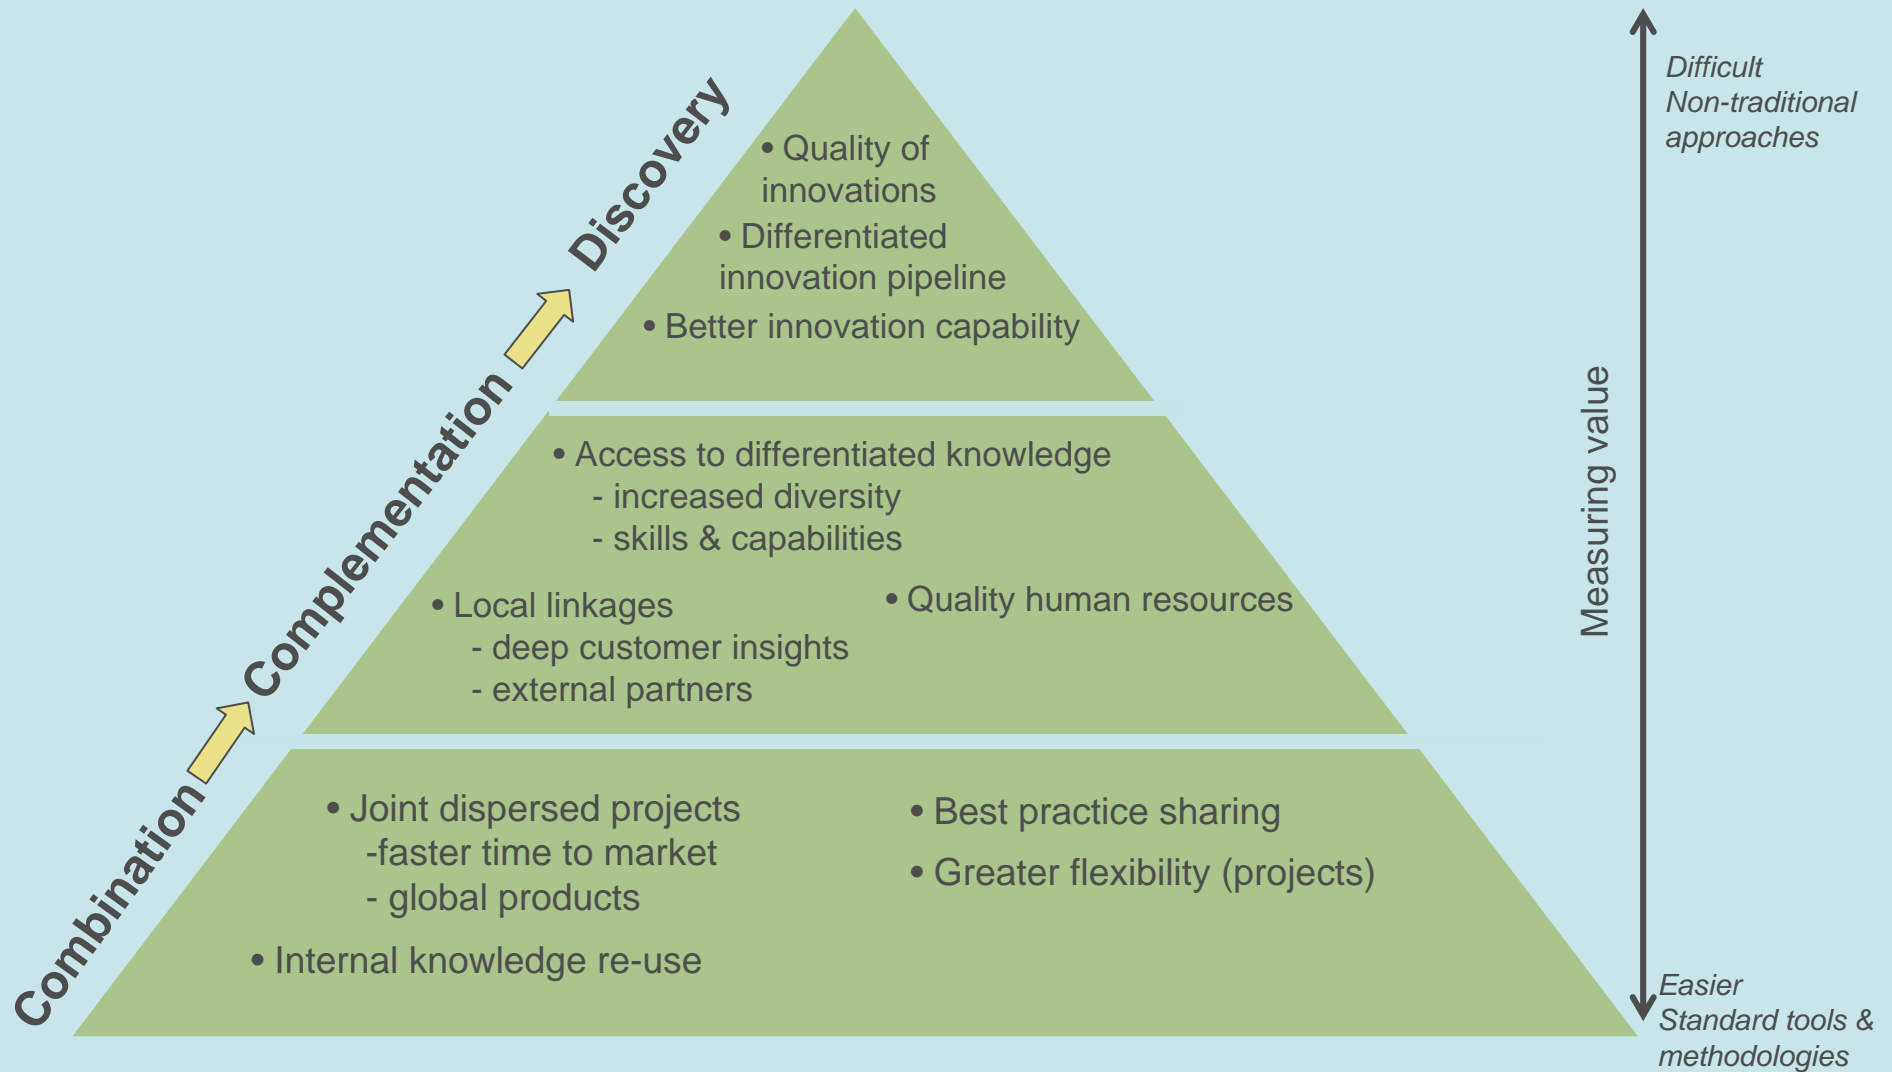 Discovery
Complementation
Combination
• Quality of
innovations
• Differentiated
innovation pipeline
• Better innovation capability
• Access to differentiated knowledge
- increased diversity
- skills & capabilities
• Local linkages
- deep customer insights
- external partners
• Quality human resources
• Joint dispersed projects
-faster time to market
- global products
• Internal knowledge re-use
• Best practice sharing
• Greater flexibility (projects)
Difficult
Non-traditional
approaches
Measuring value
Easier
Standard tools &
methodologies